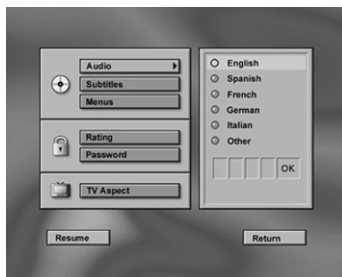 Audio
Subtitles
Menus
Rating
Password
TV Aspect
English
Spanish
French
German
Italian
Other
OK
Resume
Return